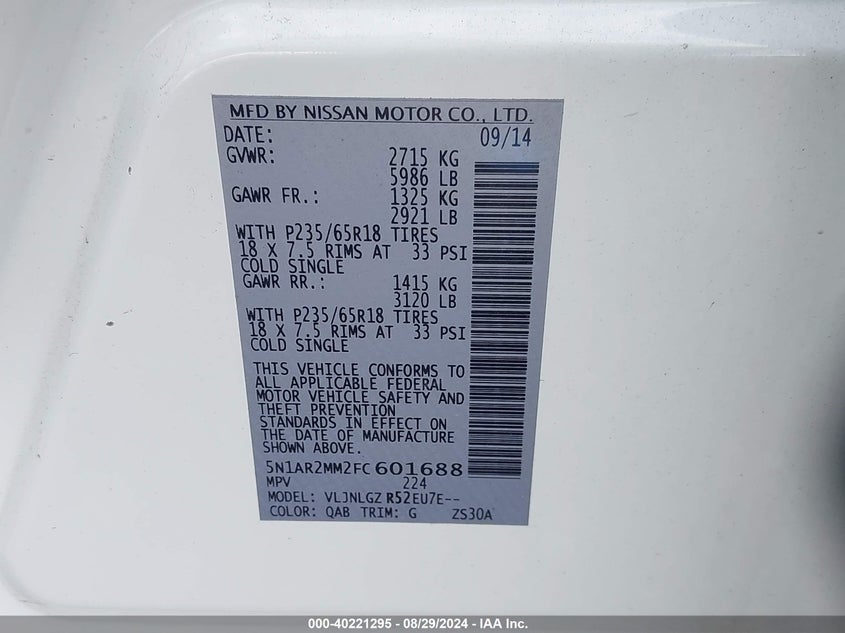 MFD BY NISSAN MOTOR CO., LTD.
DATE: 09/14
GVWR: 2715 KG
5986 LB
GAWR FR.: 1325 KG
2921 LB
WITH P235/65R18 TIRES
18 X 7.5 RIMS AT 33 PSI
COLD SINGLE
GAWR RR.: 1415 KG
3120 LB
WITH P235/65R18 TIRES
18 X 7.5 RIMS AT 33 PSI
COLD SINGLE
THIS VEHICLE CONFORMS TO
ALL APPLICABLE FEDERAL
MOTOR VEHICLE SAFETY AND
THEFT PREVENTION
STANDARDS IN EFFECT ON
THE DATE OF MANUFACTURE
SHOWN ABOVE.
5N1AR2MM2FC601688
MPV 224
MODEL: VLJNLGZ R52EU7E--
COLOR: QAB TRIM: G ZS30A
000-40221295 - 08/29/2024 - IAA Inc.